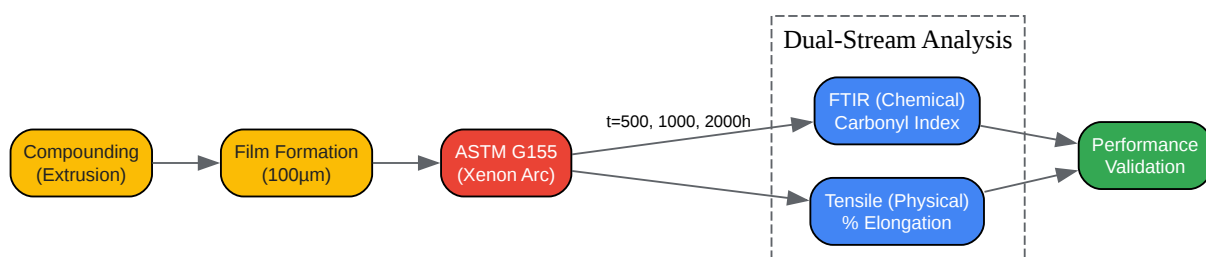 Dual-Stream Analysis
Compounding
(Extrusion)
Film Formation
(100µm)
ASTM G155
(Xenon Arc)
t=500, 1000, 2000h
FTIR (Chemical)
Carbonyl Index
Tensile (Physical)
% Elongation
Performance
Validation